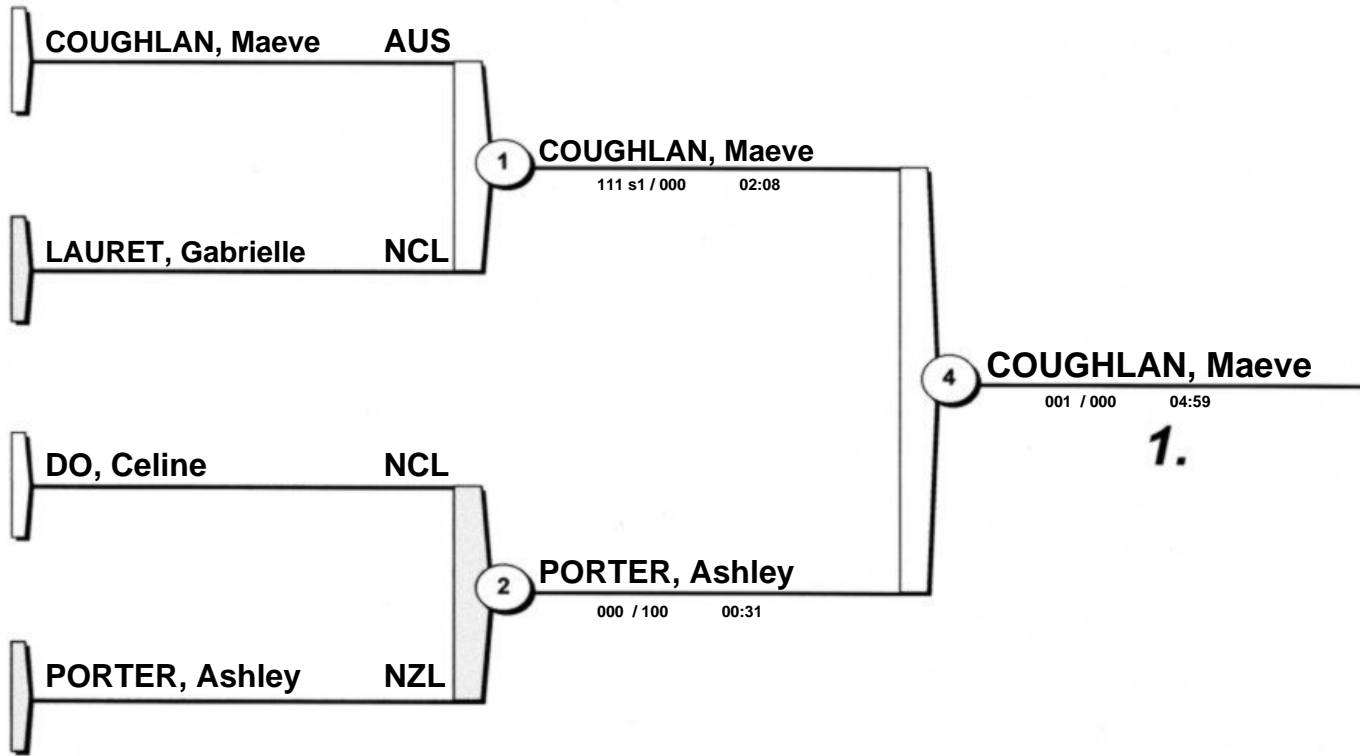 COUGHLAN, Maeve AUS
1
COUGHLAN, Maeve
111 s1 / 000 02:08
LAURET, Gabrielle NCL
4
COUGHLAN, Maeve
001 / 000 04:59
1.
DO, Celine NCL
2
PORTER, Ashley
000 / 100 00:31
PORTER, Ashley NZL